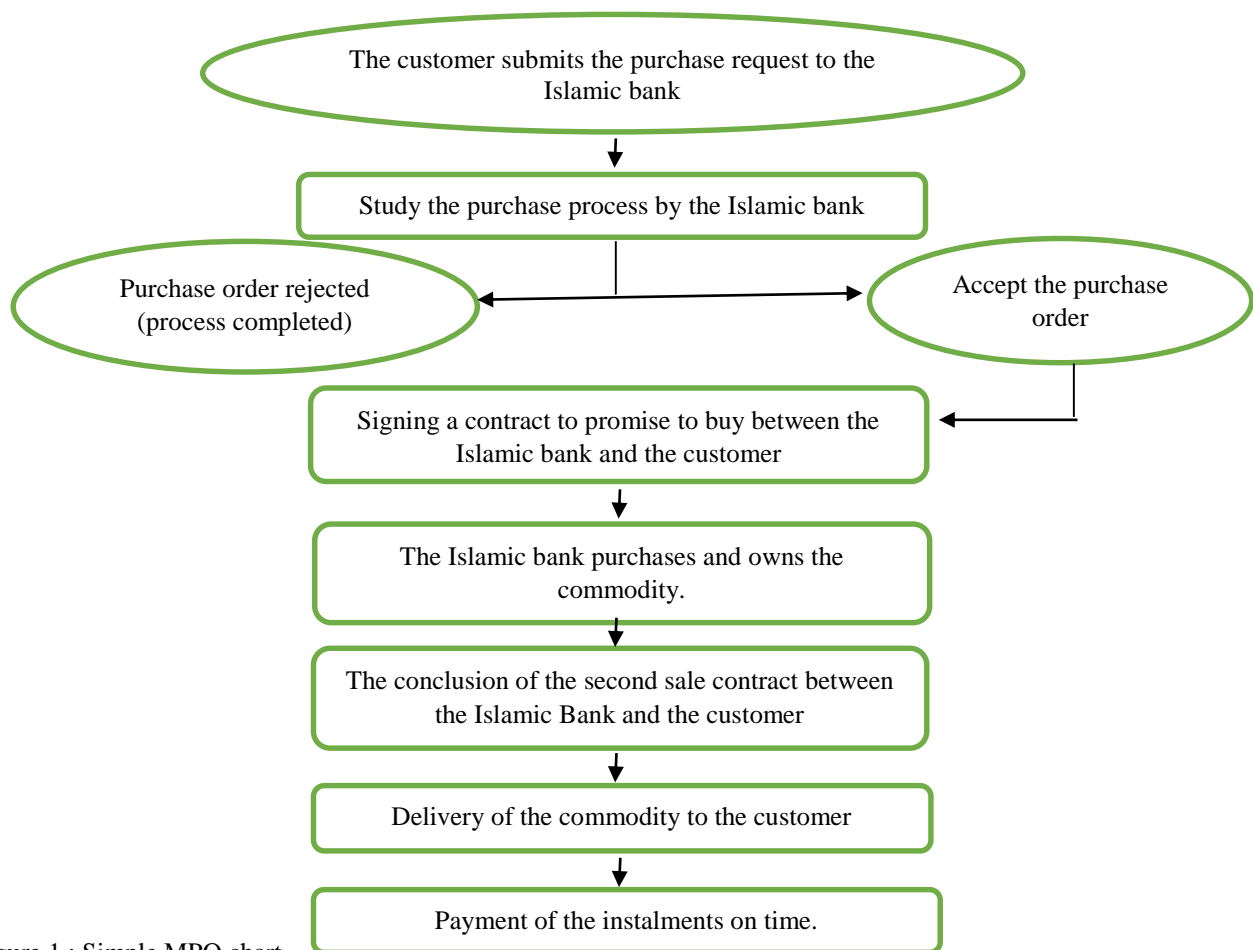 The customer submits the purchase request to the
Islamic bank
Study the purchase process by the Islamic bank
Purchase order rejected
(process completed)
Accept the purchase
order
Signing a contract to promise to buy between the
Islamic bank and the customer
The Islamic bank purchases and owns the
commodity.
The conclusion of the second sale contract between
the Islamic Bank and the customer
Delivery of the commodity to the customer
Payment of the instalments on time.